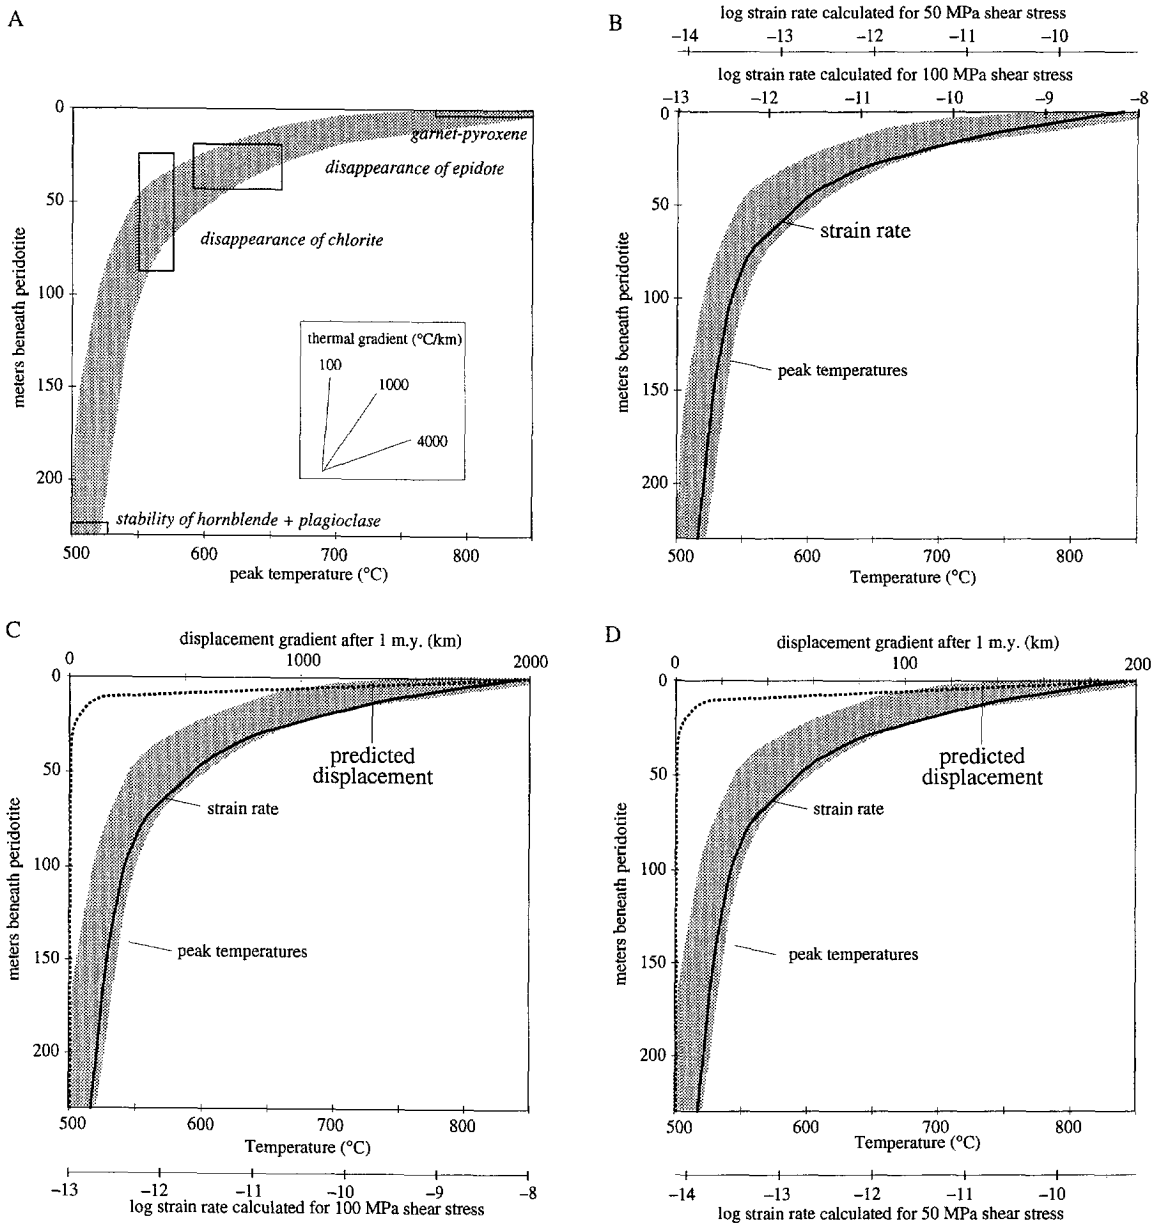 A
0
50
100
150
200
meters beneath peridotite
garnet-pyroxene
disappearance of epidote
disappearance of chlorite
thermal gradient (°C/km)
100
1000
4000
stability of hornblende + plagioclase
500
600
700
800
peak temperature (°C)
B
log strain rate calculated for 50 MPa shear stress
−14
−13
−12
−11
−10
log strain rate calculated for 100 MPa shear stress
−13
−12
−11
−10
−9
−8
0
50
100
150
200
meters beneath peridotite
strain rate
peak temperatures
500
600
700
800
Temperature (°C)
C
displacement gradient after 1 m.y. (km)
0
1000
2000
0
50
100
150
200
meters beneath peridotite
predicted
displacement
strain rate
peak temperatures
500
600
700
800
Temperature (°C)
−13
−12
−11
−10
−9
−8
log strain rate calculated for 100 MPa shear stress
D
displacement gradient after 1 m.y. (km)
0
100
200
0
50
100
150
200
meters beneath peridotite
predicted
displacement
strain rate
peak temperatures
500
600
700
800
Temperature (°C)
−14
−13
−12
−11
−10
log strain rate calculated for 50 MPa shear stress